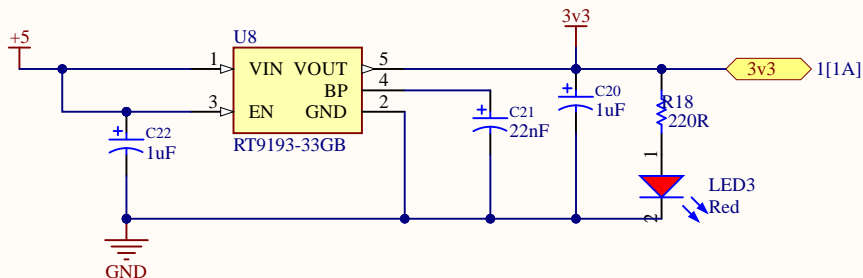 3v3
+5
U8
1 VIN VOUT 5
BP 4
3 EN GND 2
RT9193-33GB
3v3 1[1A]
C22
1uF
C21
22nF
C20
1uF
R18
220R
1
LED3
Red
2
GND